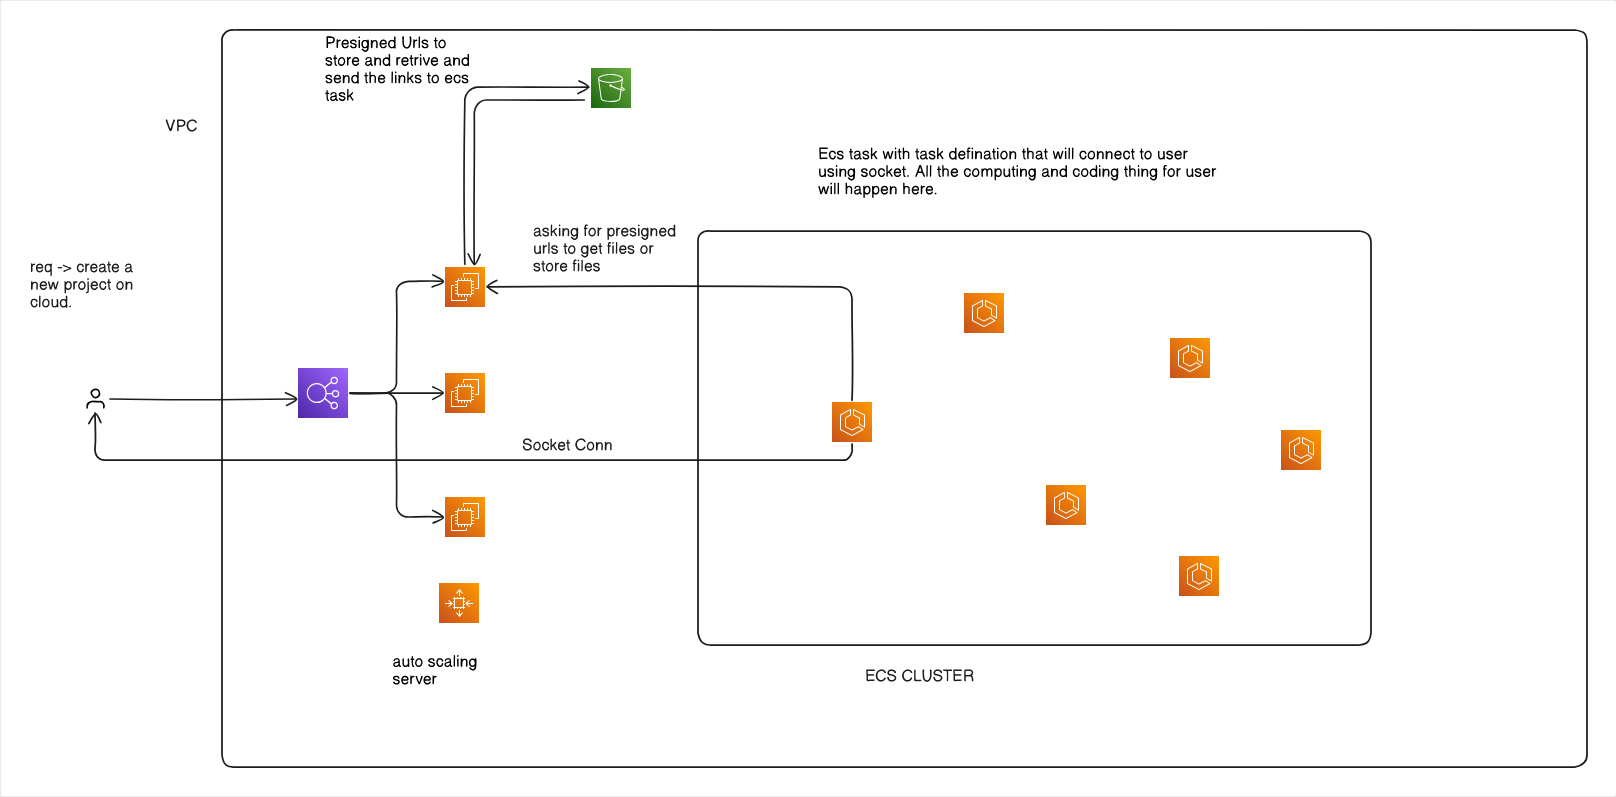 Presigned Urls to
store and retrive and
send the links to ecs
task
VPC
Ecs task with task defination that will connect to user
using socket. All the computing and coding thing for user
will happen here.
asking for presigned
urls to get files or
store files
req -> create a
new project on
cloud.
Socket Conn
auto scaling
server
ECS CLUSTER